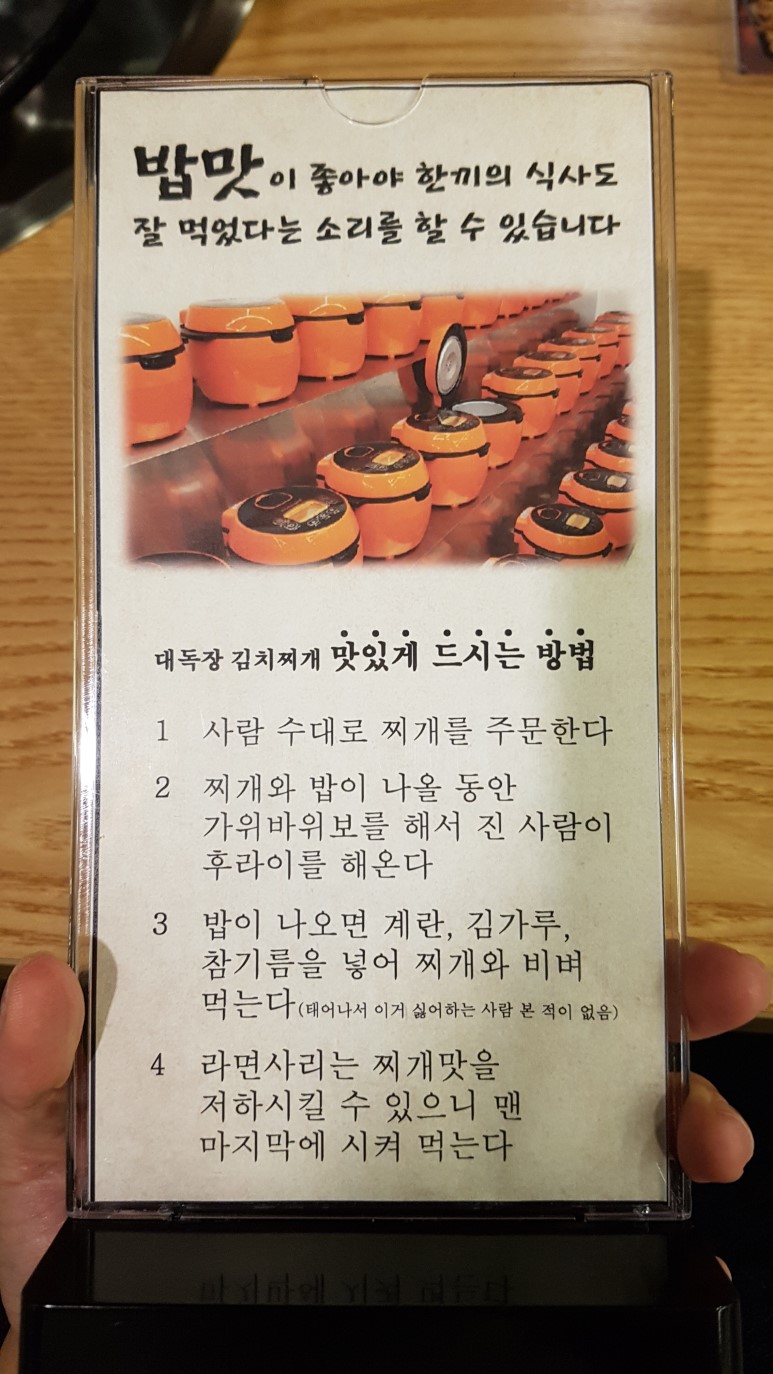 밥맛이 좋아야 한끼의 식사도
잘 먹었다는 소리를 할 수 있습니다
대독장 김치찌개 맛있게 드시는 방법
1 사람 수대로 찌개를 주문한다
2 찌개와 밥이 나올 동안
가위바위보를 해서 진 사람이
후라이를 해온다
3 밥이 나오면 계란, 김가루,
참기름을 넣어 찌개와 비벼
먹는다(태어나서 이거 싫어하는 사람 본 적이 없음)
4 라면사리는 찌개맛을
저하시킬 수 있으니 맨
마지막에 시켜 먹는다